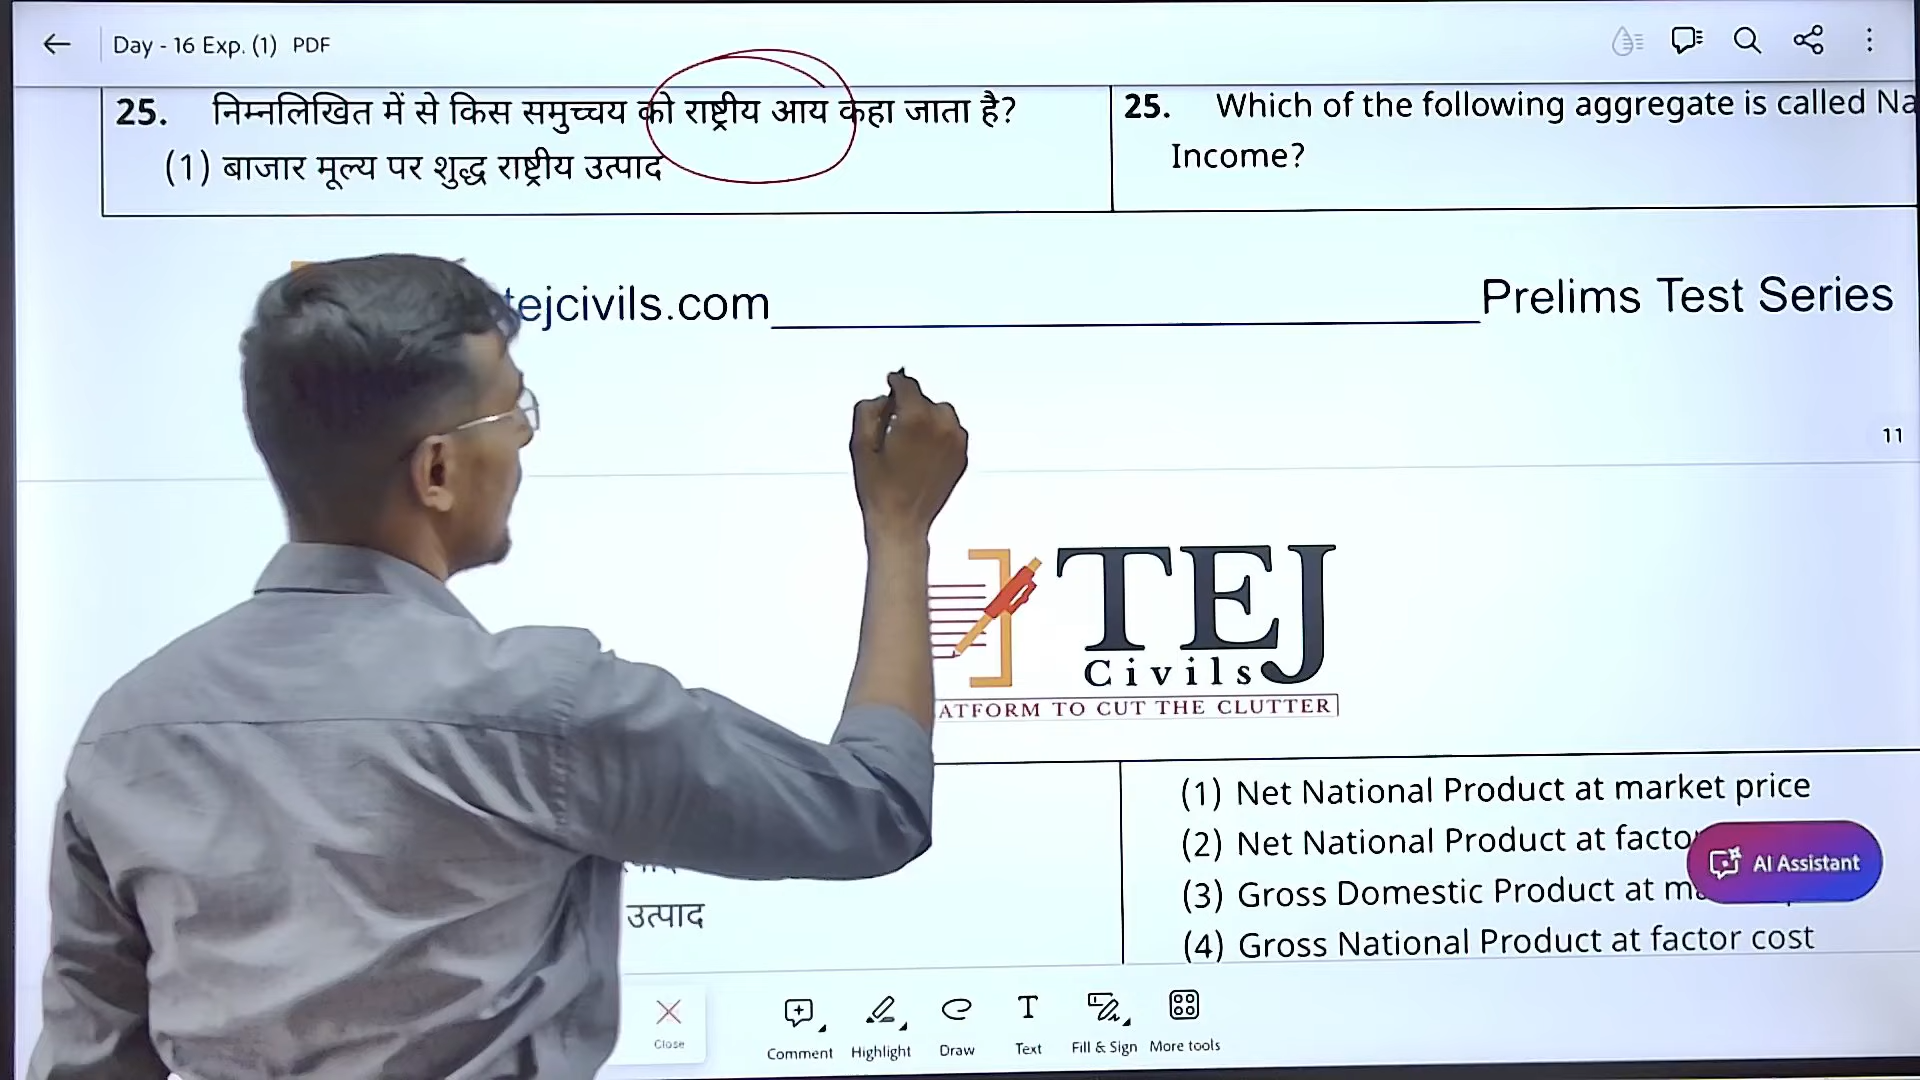 Day - 16 Exp. (1) PDF
25. निम्नलिखित में से किस समुच्चय को राष्ट्रीय आय कहा जाता है?
(1) बाजार मूल्य पर शुद्ध राष्ट्रीय उत्पाद
25. Which of the following aggregate is called Na
Income?
tejcivils.com
Prelims Test Series
11
TEJ
Civils
ATFORM TO CUT THE CLUTTER
उत्पाद
(1) Net National Product at market price
(2) Net National Product at facto
(3) Gross Domestic Product at m
(4) Gross National Product at factor cost
AI Assistant
Close
Comment
Highlight
Draw
T
Text
Fill & Sign
More tools